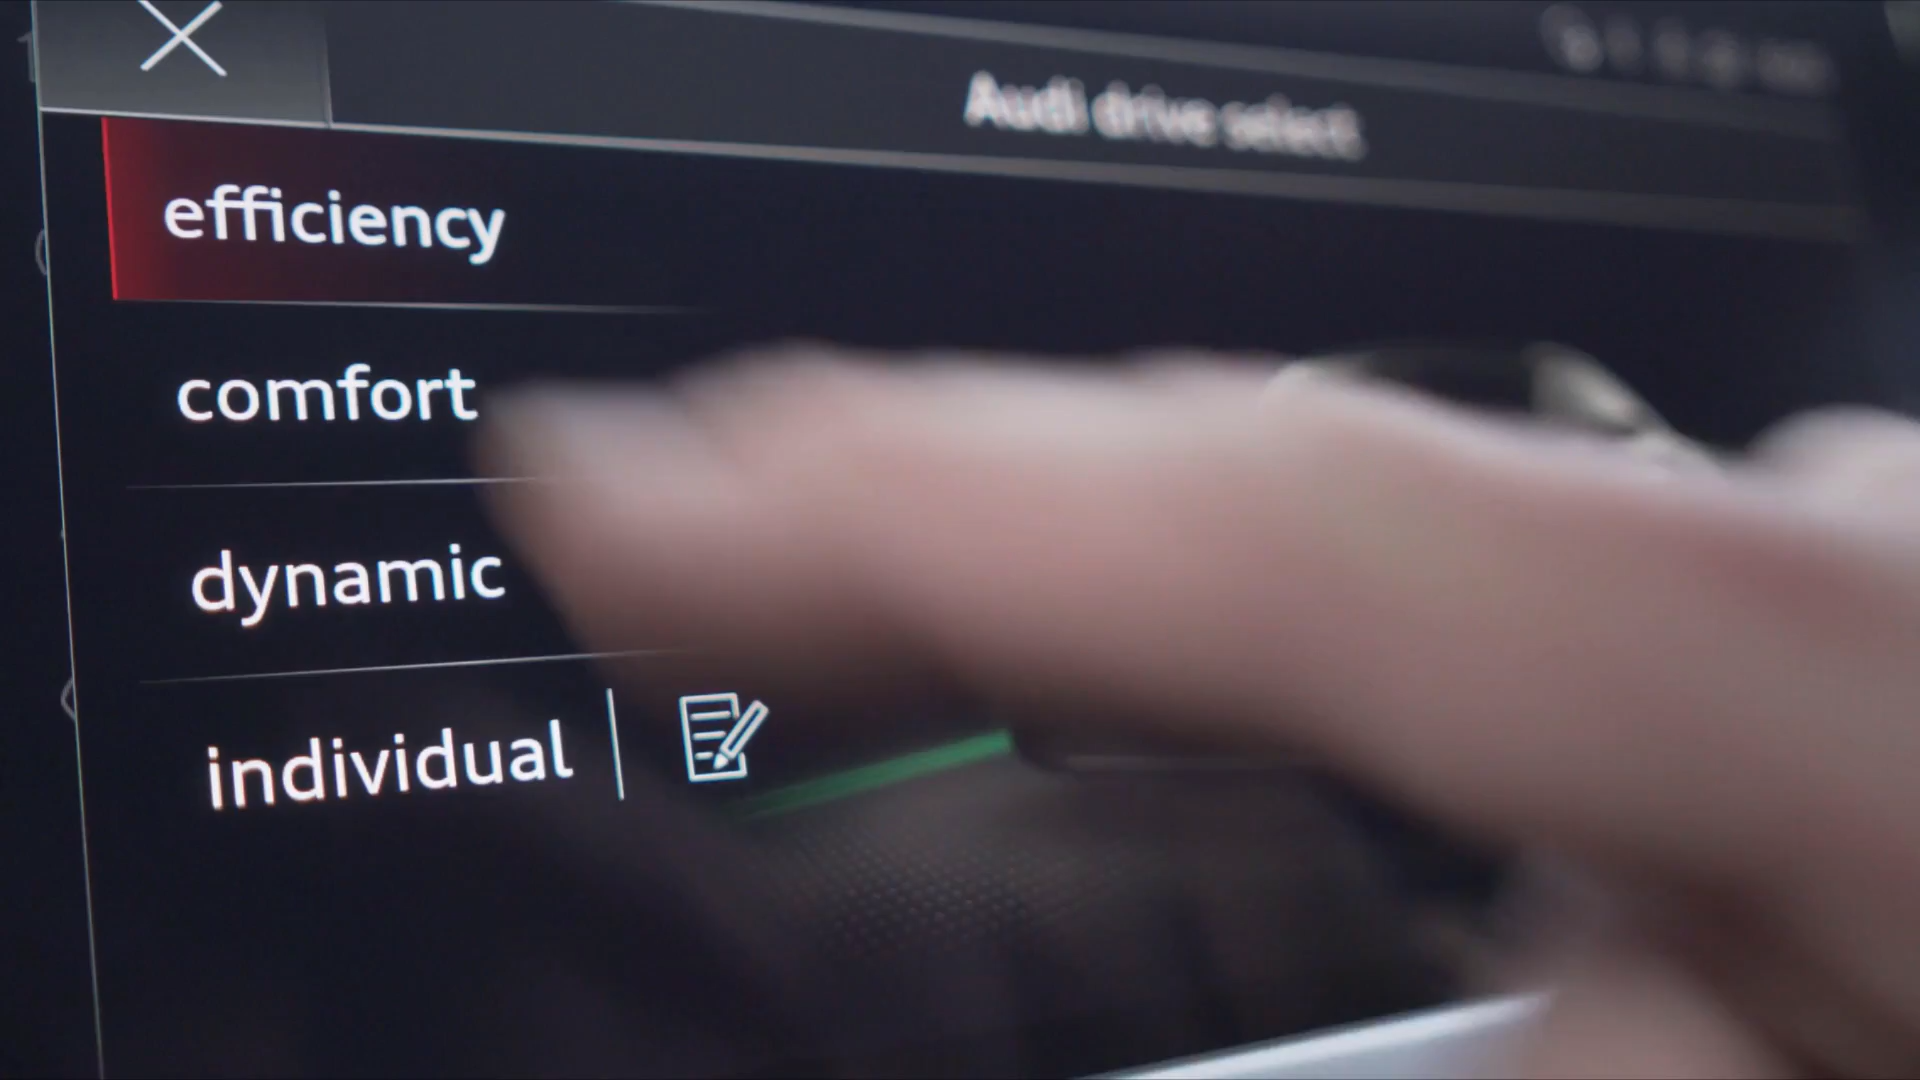 Audi drive select
efficiency
comfort
dynamic
individual